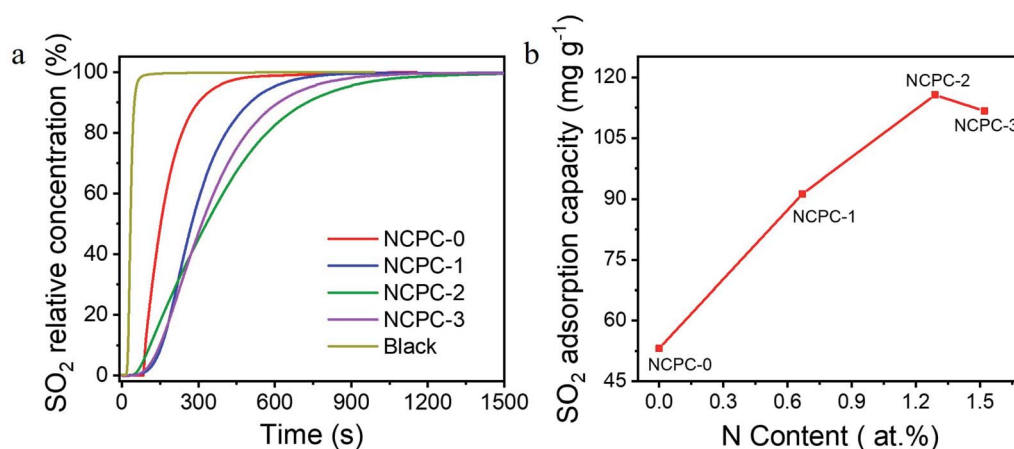 a
SO₂ relative concentration (%)
100
80
60
40
20
0
0 300 600 900 1200 1500
Time (s)
NCPC-0
NCPC-1
NCPC-2
NCPC-3
Black
b
SO₂ adsorption capacity (mg g⁻¹)
120
105
90
75
60
45
0.0 0.3 0.6 0.9 1.2 1.5
N Content ( at.%)
NCPC-2
NCPC-3
NCPC-1
NCPC-0